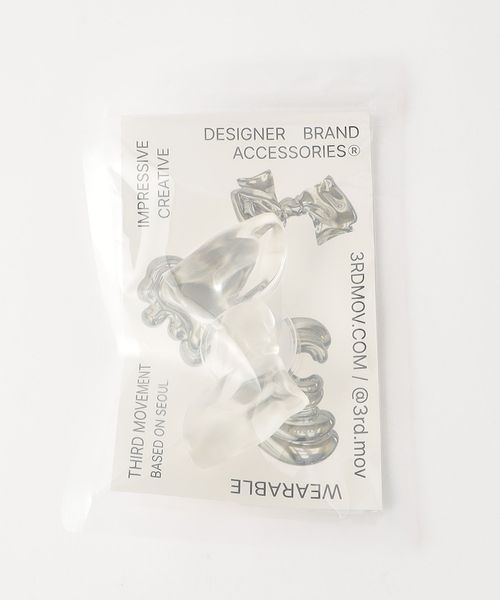 DESIGNER BRAND
ACCESSORIES®
IMPRESSIVE
CREATIVE
3RDMOV.COM / @3rd.mov
THIRD MOVEMENT
BASED ON SEOUL
WEARABLE